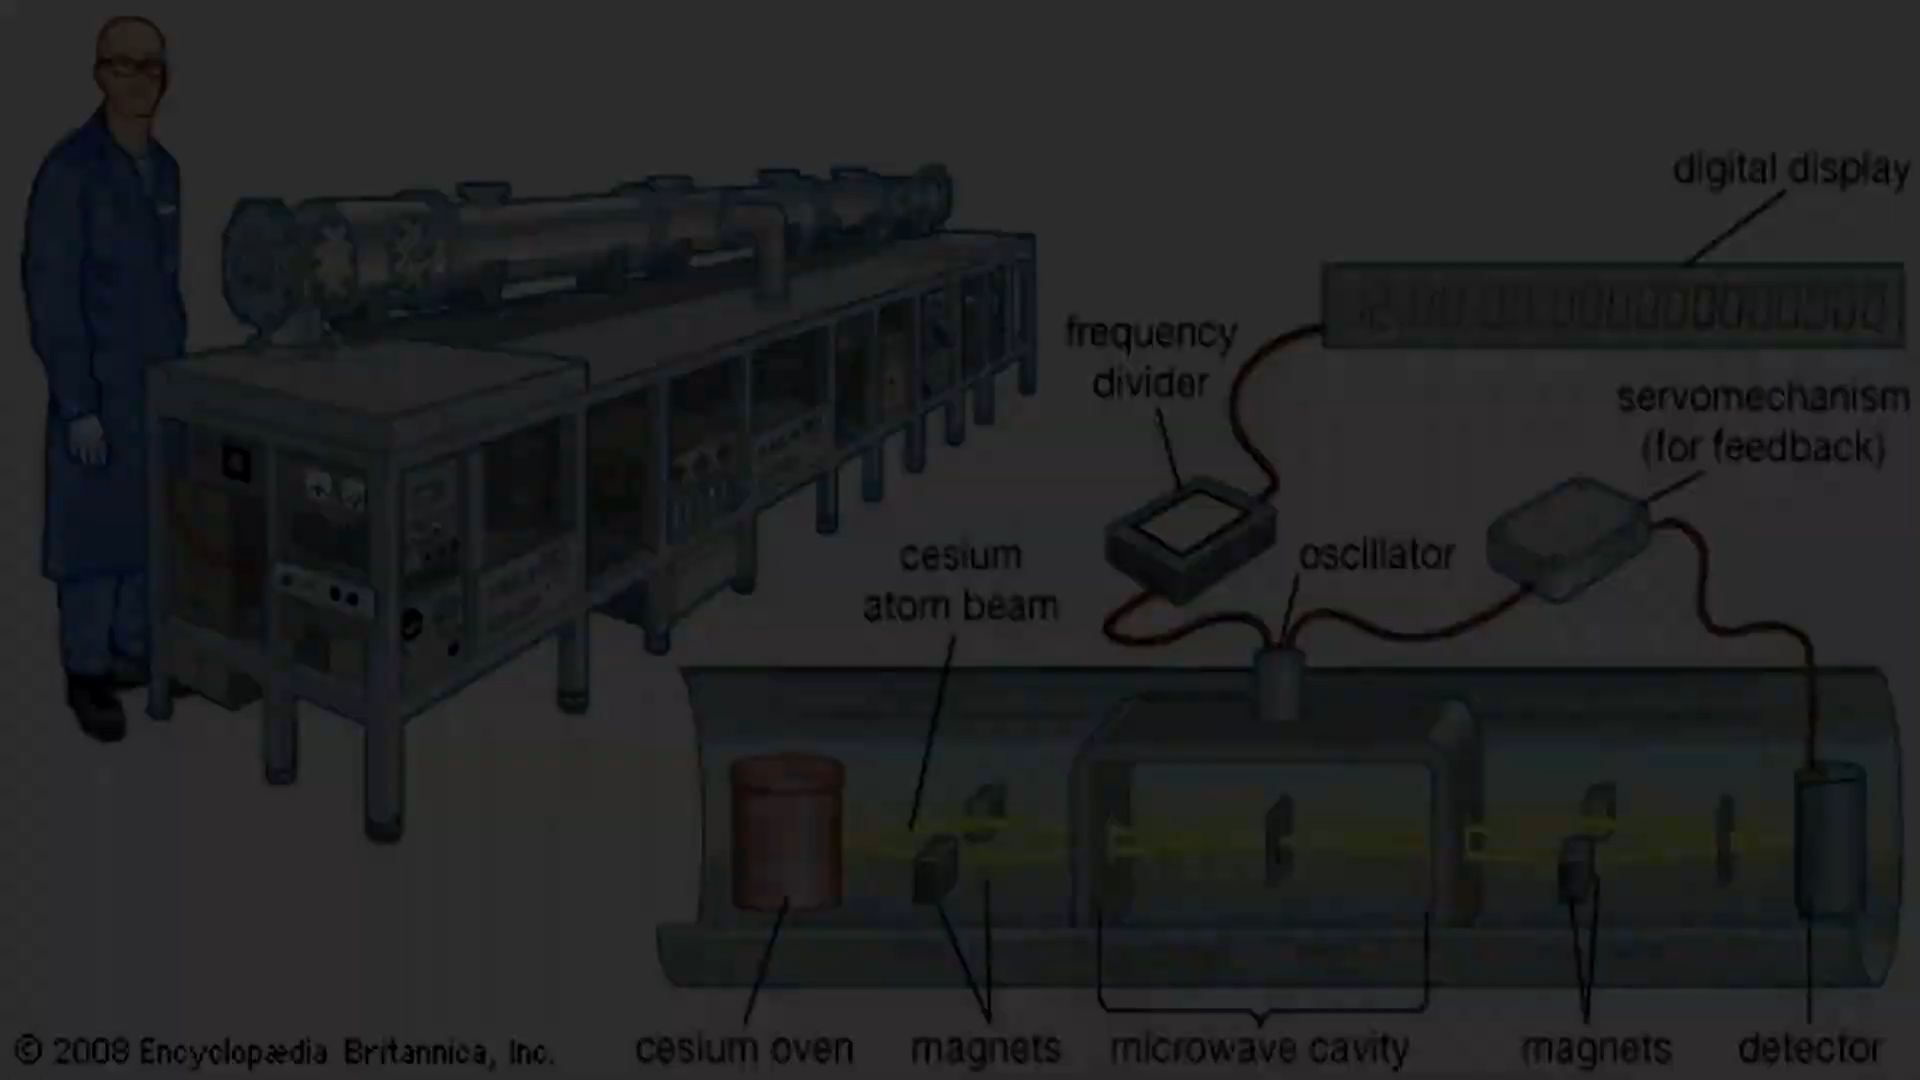 digital display
frequency
divider
servomechanism
(for feedback)
cesium
atom beam
oscillator
cesium oven
magnets
microwave cavity
magnets
detector
© 2008 Encyclopædia Britannica, Inc.